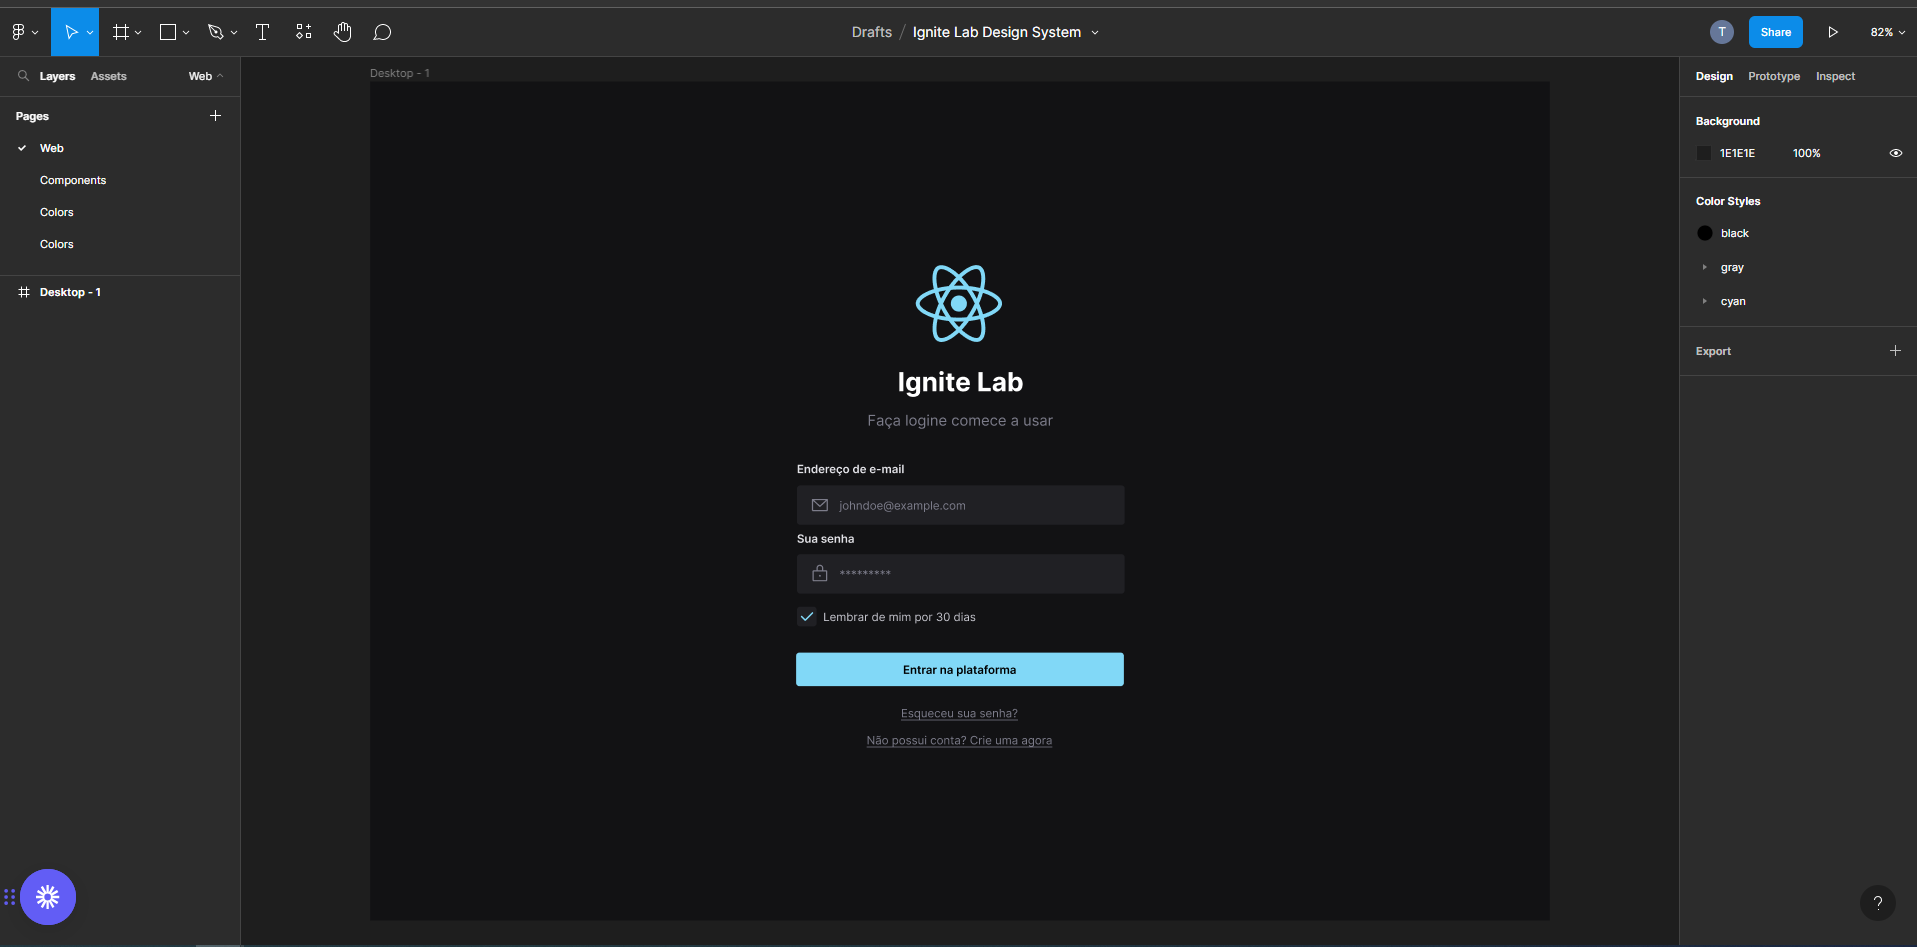 Drafts / Ignite Lab Design System
T
Share
82%
Layers Assets Web
Pages
Web
Components
Colors
Colors
Desktop - 1
Desktop - 1
Ignite Lab
Faça logine comece a usar
Endereço de e-mail
johndoe@example.com
Sua senha
*********
Lembrar de mim por 30 dias
Entrar na plataforma
Esqueceu sua senha?
Não possui conta? Crie uma agora
Design Prototype Inspect
Background
1E1E1E 100%
Color Styles
black
gray
cyan
Export
?